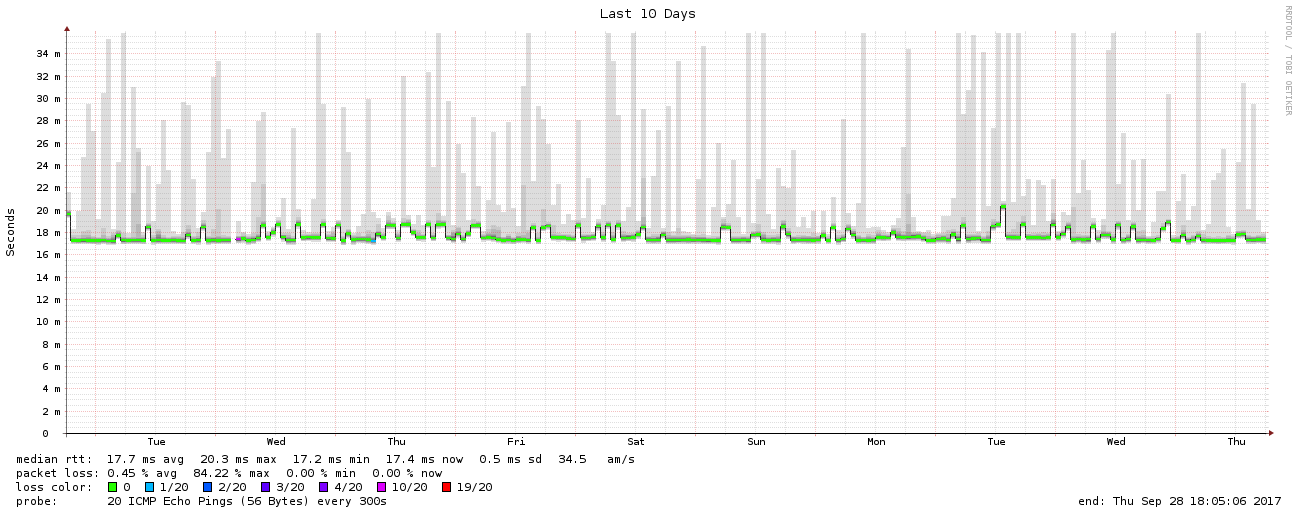 Last 10 Days
RRDTOOL / TOBI OETIKER
Seconds
34 m
32 m
30 m
28 m
26 m
24 m
22 m
20 m
18 m
16 m
14 m
12 m
10 m
8 m
6 m
4 m
2 m
0
Tue Wed Thu Fri Sat Sun Mon Tue Wed Thu
median rtt: 17.7 ms avg 20.3 ms max 17.2 ms min 17.4 ms now 0.5 ms sd 34.5 am/s
packet loss: 0.45 % avg 84.22 % max 0.00 % min 0.00 % now
loss color: 0 1/20 2/20 3/20 4/20 10/20 19/20
probe: 20 ICMP Echo Pings (56 Bytes) every 300s end: Thu Sep 28 18:05:06 2017